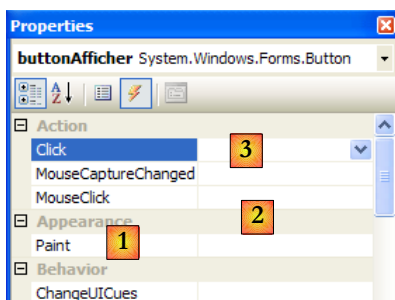 Properties
buttonAfficher System.Windows.Forms.Button
A Z
Action
Click 3
MouseCaptureChanged
MouseClick 2
Appearance
Paint 1
Behavior
ChangeUICues